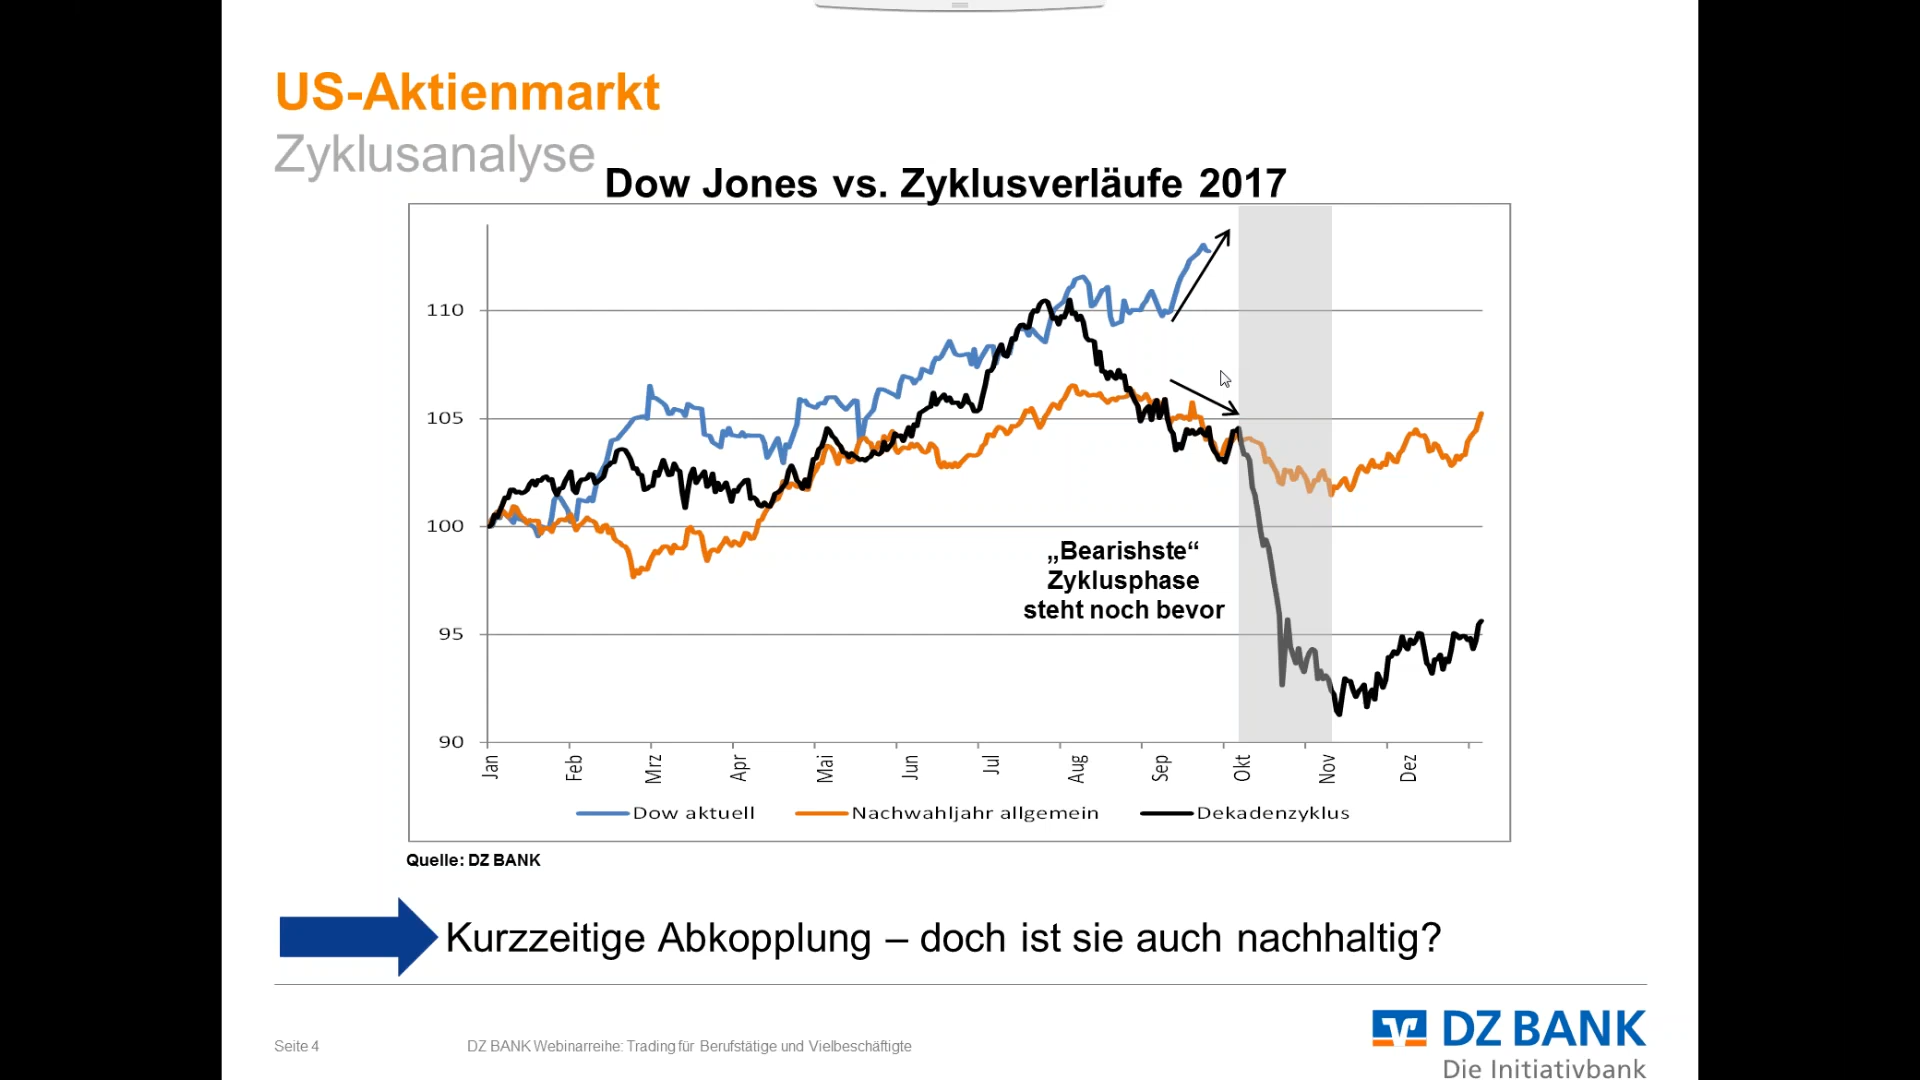 US-Aktienmarkt
Zyklusanalyse
Dow Jones vs. Zyklusverläufe 2017
110
105
100
95
90
„Bearishste“
Zyklusphase
steht noch bevor
Jan Feb Mrz Apr Mai Jun Jul Aug Sep Okt Nov Dez
Dow aktuell Nachwahljahr allgemein Dekadenzyklus
Quelle: DZ BANK
Kurzzeitige Abkopplung – doch ist sie auch nachhaltig?
Seite 4
DZ BANK Webinarreihe: Trading für Berufstätige und Vielbeschäftigte
DZ BANK
Die Initiativbank